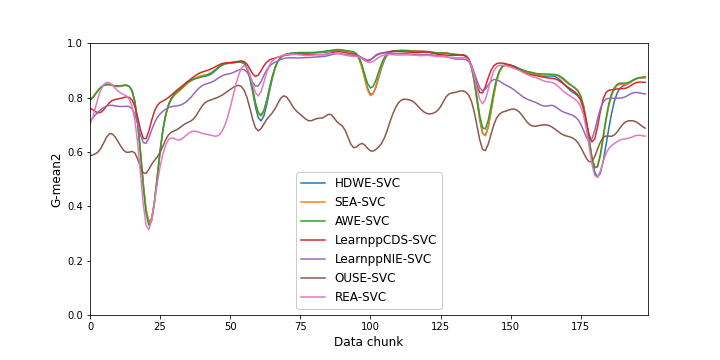 1.0
0.8
0.6
0.4
0.2
0.0
G-mean2
HDWE-SVC
SEA-SVC
AWE-SVC
LearnppCDS-SVC
LearnppNIE-SVC
OUSE-SVC
REA-SVC
0 25 50 75 100 125 150 175
Data chunk